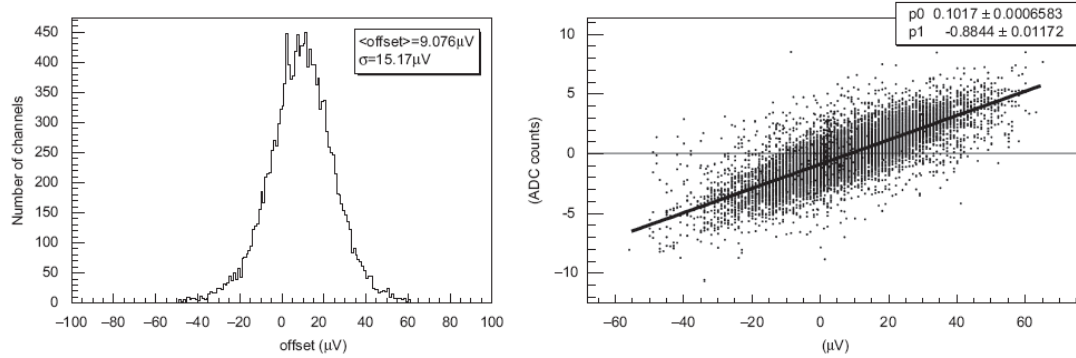 <offset>=9.076μV
σ=15.17μV
Number of channels
450
400
350
300
250
200
150
100
50
0
−100 −80 −60 −40 −20 0 20 40 60 80 100
offset (μV)
p0 0.1017 ± 0.0006583
p1 -0.8844 ± 0.01172
(ADC counts)
10
5
0
−5
−10
−60 −40 −20 0 20 40 60
(μV)